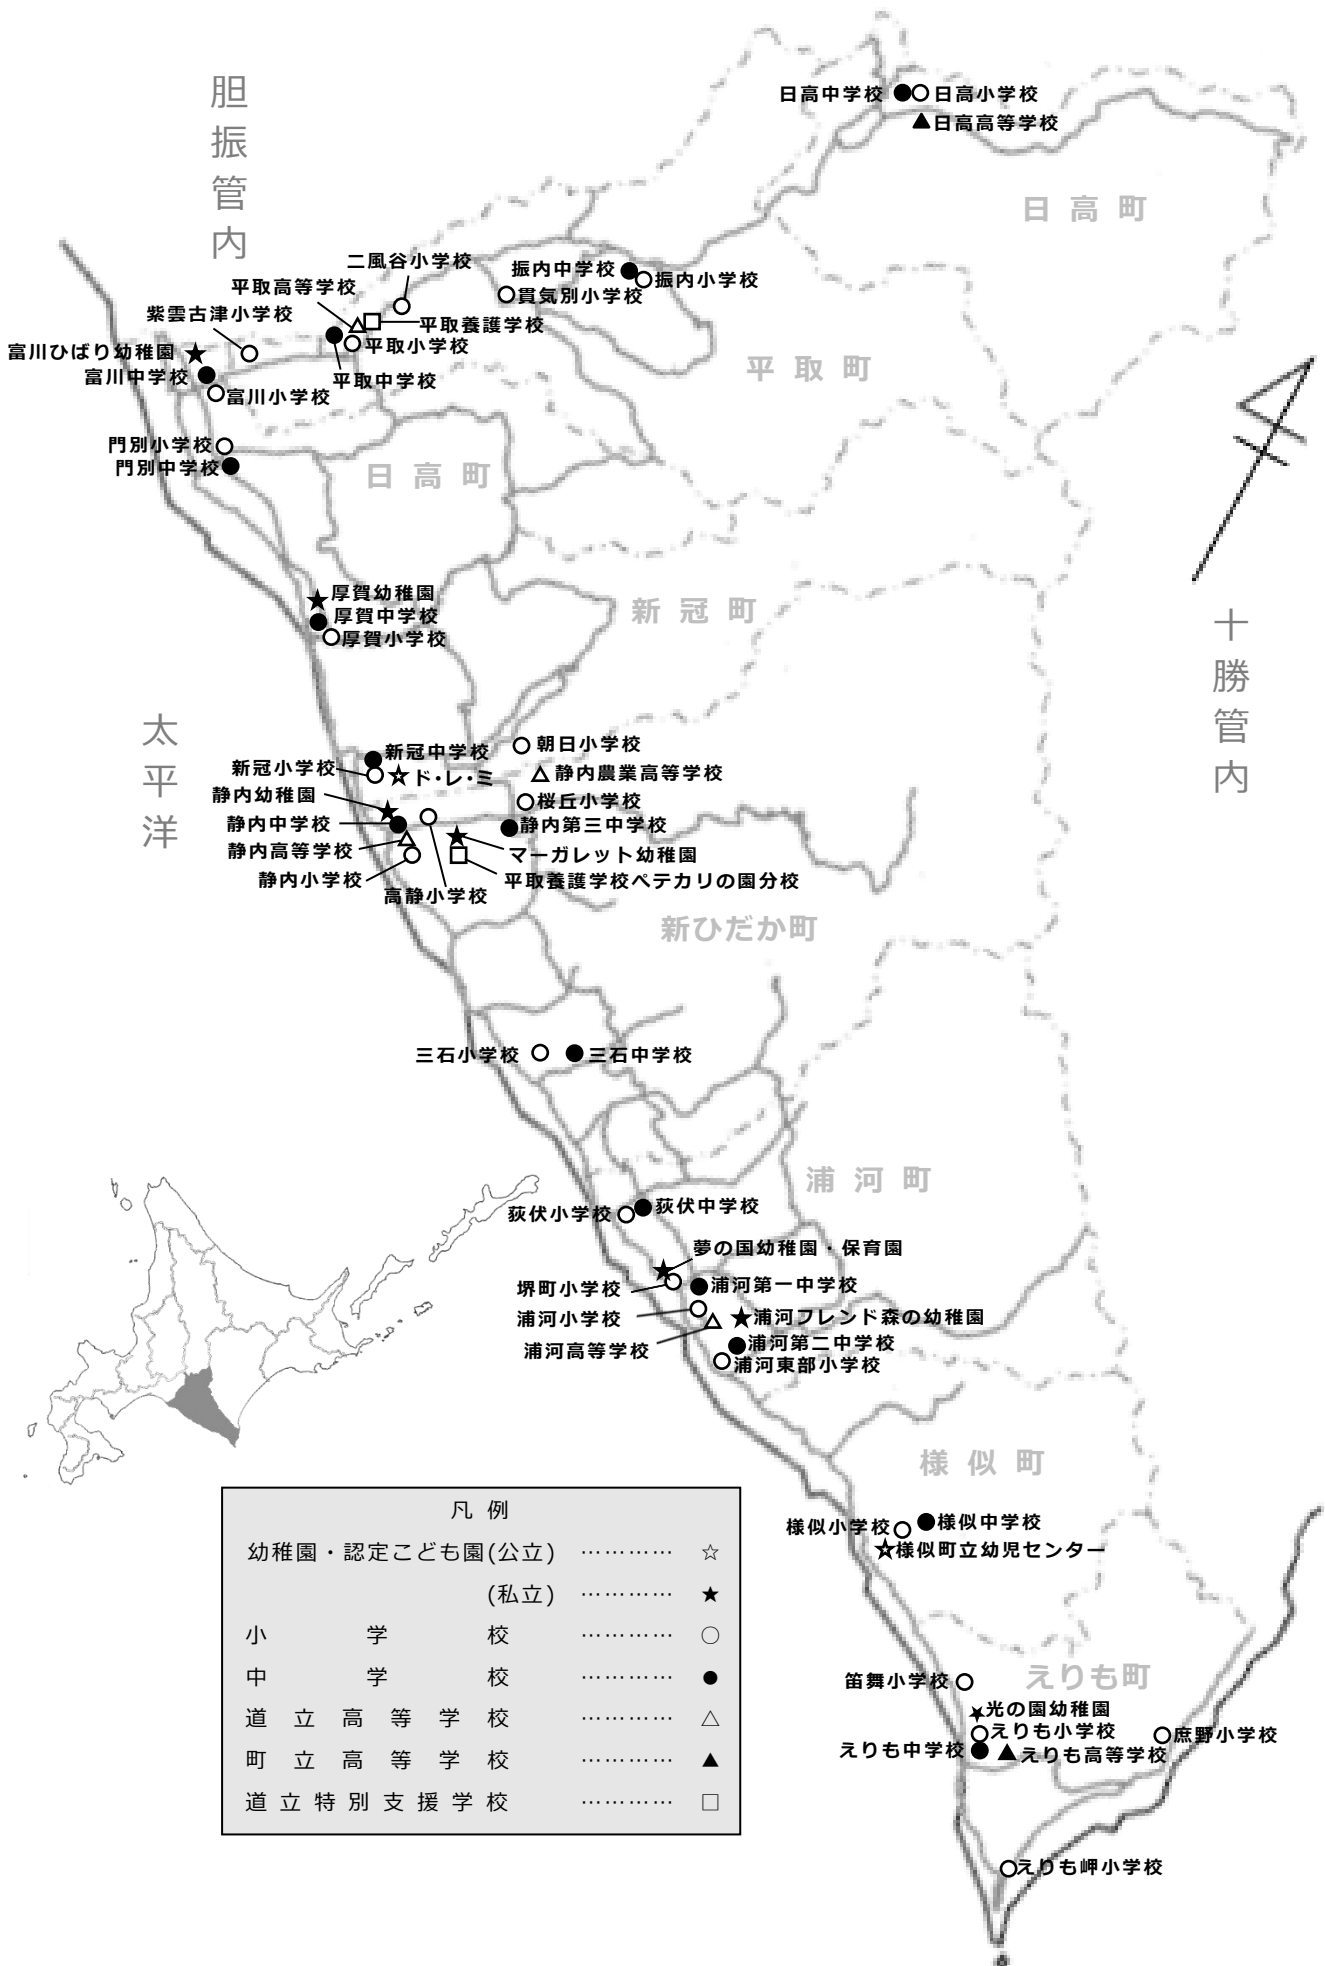 胆振管内
日高中学校
日高小学校
日高高等学校
日高町
二風谷小学校
平取高等学校
紫雲古津小学校
振内中学校
振内小学校
貫気別小学校
平取養護学校
平取小学校
平取中学校
富川ひばり幼稚園
富川中学校
富川小学校
平取町
門別小学校
門別中学校
日高町
厚賀幼稚園
厚賀中学校
厚賀小学校
新冠町
十勝管内
太平洋
新冠中学校
朝日小学校
新冠小学校
ド・レ・ミ
静内農業高等学校
静内幼稚園
桜丘小学校
静内中学校
静内第三中学校
静内高等学校
マーガレット幼稚園
静内小学校
平取養護学校ペテカリの園分校
高静小学校
新ひだか町
三石小学校
三石中学校
浦河町
荻伏小学校
荻伏中学校
夢の国幼稚園・保育園
堺町小学校
浦河第一中学校
浦河小学校
浦河フレンド森の幼稚園
浦河高等学校
浦河第二中学校
浦河東部小学校
様似町
様似小学校
様似中学校
様似町立幼児センター
えりも町
笛舞小学校
光の園幼稚園
えりも小学校
えりも中学校
えりも高等学校
庶野小学校
えりも岬小学校
凡例
幼稚園・認定こども園(公立) ………… ☆
(私立) ………… ★
小学校 ………… ○
中学校 ………… ●
道立高等学校 ………… △
町立高等学校 ………… ▲
道立特別支援学校 ………… □